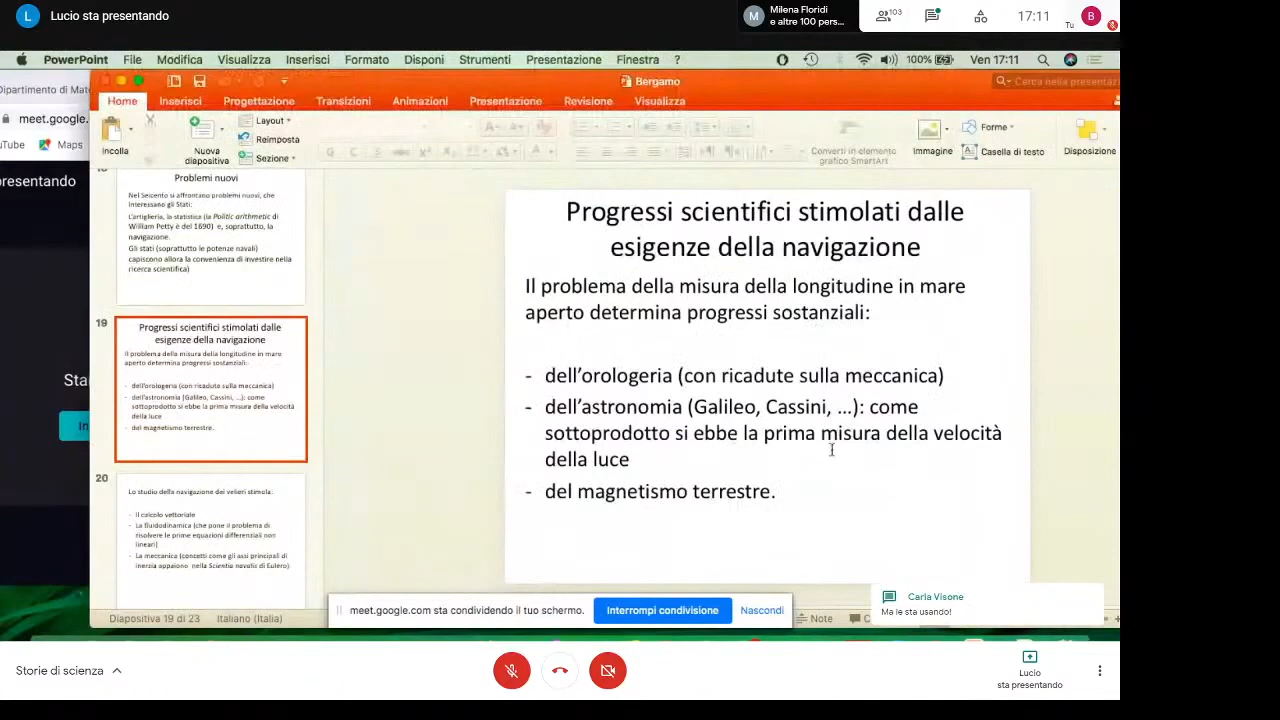 L Lucio sta presentando
M Milena Floridi
e altre 100 pers...
103
17:11
Tu
B
PowerPoint File Modifica Visualizza Inserisci Formato Disponi Strumenti Presentazione Finestra ? 100% Ven 17:11
Bergamo
Cerca nella presentaz
Home Inserisci Progettazione Transizioni Animazioni Presentazione Revisione Visualizza
Dipartimento di Mate
meet.google.
uTube Maps
presentando
Sta
In
Incolla
Nuova
diapositiva
Layout
Reimposta
Sezione
Converti in elemento
grafico SmartArt
Immagine
Forme
Casella di testo
Disposizione
Problemi nuovi
Nel Seicento si affrontano problemi nuovi, che
interessano gli Stati:
L'artiglieria, la statistica (la Politic arithmetic di
William Petty è del 1690) e, soprattutto, la
navigazione.
Gli stati (soprattutto le potenze navali)
capiscono allora la convenienza di investire nella
ricerca scientifica)
19
Progressi scientifici stimolati dalle
esigenze della navigazione
Il problema della misura della longitudine in mare
aperto determina progressi sostanziali:
- dell'orologeria (con ricadute sulla meccanica)
- dell'astronomia (Galileo, Cassini, ...): come
sottoprodotto si ebbe la prima misura della velocità
della luce
- del magnetismo terrestre.
20
Lo studio della navigazione dei velieri stimola:
- Il calcolo vettoriale
- La fluidodinamica (che pone il problema di
risolvere le prime equazioni differenziali non
lineari)
- La meccanica (concetti come gli assi principali di
inerzia appaiono nella Scientia navalis di Eulero)
Progressi scientifici stimolati dalle
esigenze della navigazione
Il problema della misura della longitudine in mare
aperto determina progressi sostanziali:
- dell'orologeria (con ricadute sulla meccanica)
- dell'astronomia (Galileo, Cassini, ...): come
sottoprodotto si ebbe la prima misura della velocità
della luce
- del magnetismo terrestre.
Carla Visone
Ma le sta usando!
meet.google.com sta condividendo il tuo schermo. Interrompi condivisione Nascondi
Diapositiva 19 di 23 Italiano (Italia) Note
Storie di scienza
Lucio
sta presentando